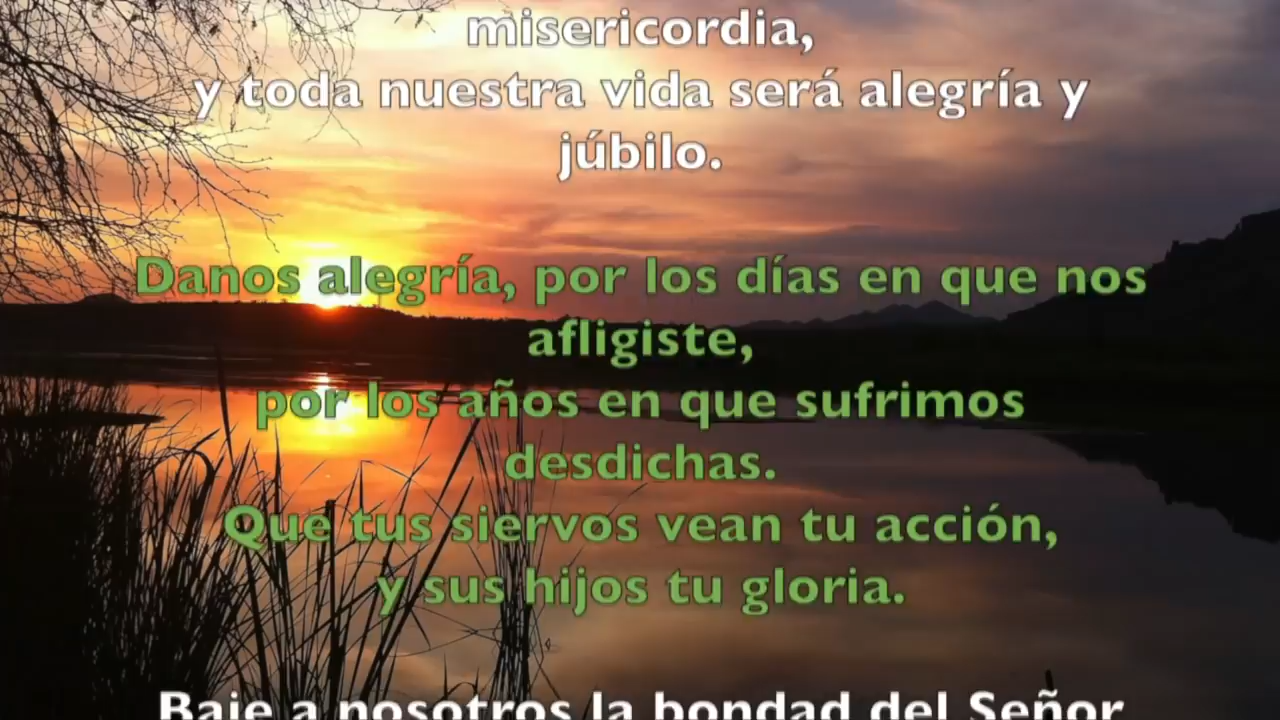 misericordia,
y toda nuestra vida será alegría y
júbilo.
Danos alegría, por los días en que nos
afligiste,
por los años en que sufrimos
desdichas.
Que tus siervos vean tu acción,
y sus hijos tu gloria.
Baje a nosotros la bondad del Señor